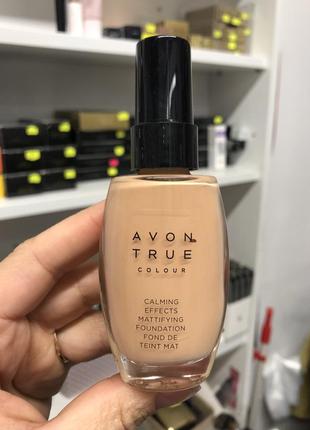 AVON
TRUE
COLOUR
CALMING
EFFECTS
MATTIFYING
FOUNDATION
FOND DE
TEINT MAT